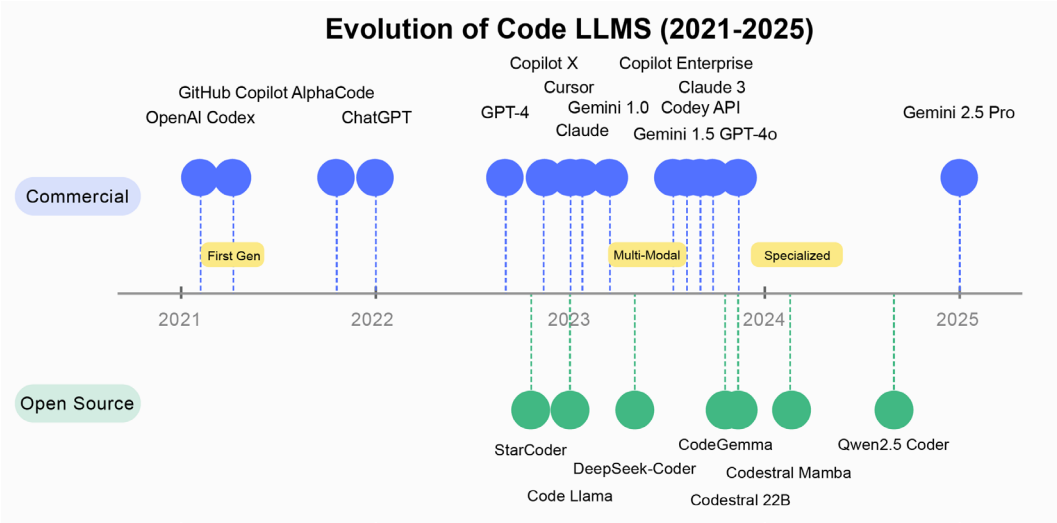 Evolution of Code LLMS (2021-2025)
Copilot X
Copilot Enterprise
Cursor
Claude 3
GitHub Copilot
AlphaCode
Gemini 1.0
Codey API
OpenAI Codex
ChatGPT
GPT-4
Gemini 2.5 Pro
Claude
Gemini 1.5
GPT-4o
Commercial
First Gen
Multi-Modal
Specialized
2021
2022
2023
2024
2025
Open Source
StarCoder
CodeGemma
Qwen2.5 Coder
DeepSeek-Coder
Codestral Mamba
Code Llama
Codestral 22B